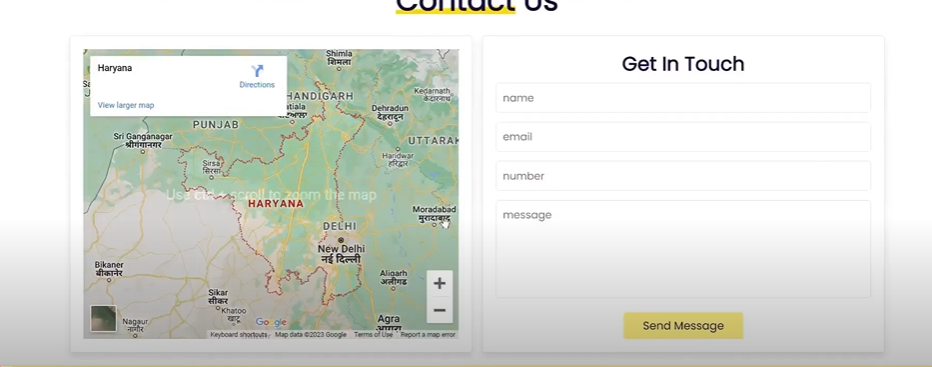 Contact Us
Haryana
Directions
View larger map
Shimla
शिमला
HANDIGARH
Kedarnath
केदारनाथ
Dehradun
देहरादून
PUNJAB
Sri Ganganagar
श्रीगंगानगर
UTTARAK
Haridwar
हरिद्वार
Sirsa
सिरसा
Use ctrl + scroll to zoom the map
HARYANA
Moradabad
मुरादाबाद
DELHI
New Delhi
नई दिल्ली
Bikaner
बीकानेर
Aligarh
अलीगढ़
Sikar
सीकर
Khatoo
खाटू
Nagaur
नागौर
Agra
आगरा
+
−
Google
Keyboard shortcuts
Map data ©2023 Google
Terms of Use
Report a map error
Get In Touch
name
email
number
message
Send Message